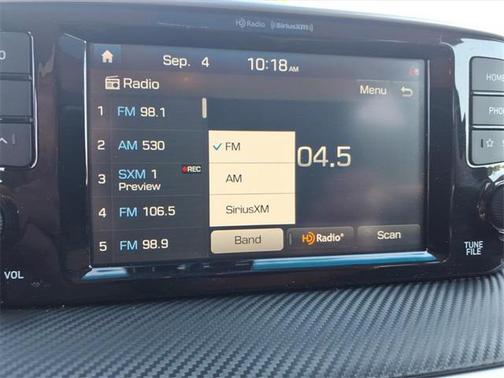 HD Radio SiriusXM
Sep. 4 10:18 AM
Radio Menu
1 FM 98.1
2 AM 530
3 SXM 1 REC
Preview
4 FM 106.5
5 FM 98.9
FM
AM
SiriusXM
04.5
Band HD Radio® Scan
VOL
HOME
TUNE
FILE